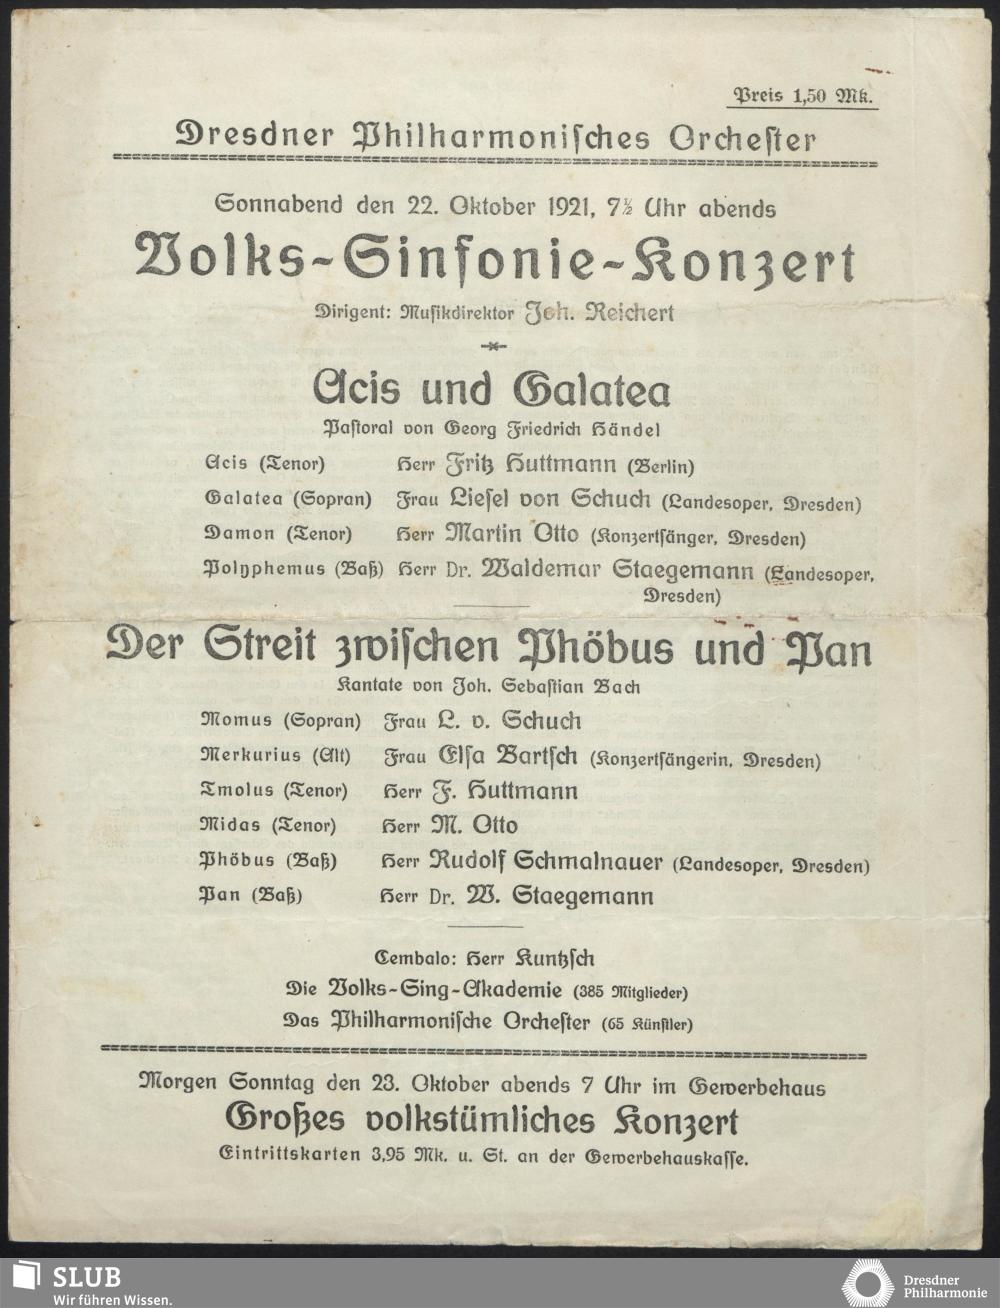 Preis 1,50 Mk.
Dresdner Philharmoniſches Orcheſter
Sonnabend den 22. Oktober 1921, 7½ Uhr abends
Volks-Sinfonie-Konzert
Dirigent: Muſikdirektor Joh. Reichert
Acis und Galatea
Paſtoral von Georg Friedrich Händel
Acis (Tenor) Herr Fritz Huttmann (Berlin)
Galatea (Sopran) Frau Lieſel von Schuch (Landesoper, Dresden)
Damon (Tenor) Herr Martin Otto (Konzertſänger, Dresden)
Polyphemus (Baß) Herr Dr. Waldemar Staegemann (Landesoper,
Dresden)
Der Streit zwiſchen Phöbus und Pan
Kantate von Joh. Sebaſtian Bach
Momus (Sopran) Frau L. v. Schuch
Merkurius (Alt) Frau Elſa Bartſch (Konzertſängerin, Dresden)
Tmolus (Tenor) Herr F. Huttmann
Midas (Tenor) Herr M. Otto
Phöbus (Baß) Herr Rudolf Schmalnauer (Landesoper, Dresden)
Pan (Baß) Herr Dr. W. Staegemann
Cembalo: Herr Kuntzſch
Die Volks-Sing-Akademie (385 Mitglieder)
Das Philharmoniſche Orcheſter (65 Künſtler)
Morgen Sonntag den 23. Oktober abends 7 Uhr im Gewerbehaus
Großes volkstümliches Konzert
Eintrittskarten 3,95 Mk. u. St. an der Gewerbehauskaſſe.
SLUB
Wir führen Wissen.
Dresdner
Philharmonie